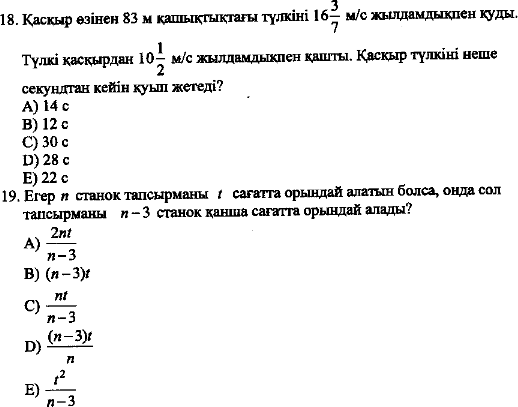 18. Қасқыр өзінен 83 м қашықтықтағы түлкіні 16 3/7 м/с жылдамдықпен қуды.
Түлкі қасқырдан 10 1/2 м/с жылдамдықпен қашты. Қасқыр түлкіні неше
секундтан кейін қуып жетеді?
A) 14 с
B) 12 с
C) 30 с
D) 28 с
E) 22 с
19. Егер n станок тапсырманы t сағатта орындай алатын болса, онда сол
тапсырманы n − 3 станок қанша сағатта орындай алады?
A) 2nt/(n−3)
B) (n−3)t
C) nt/(n−3)
D) (n−3)t/n
E) t²/(n−3)